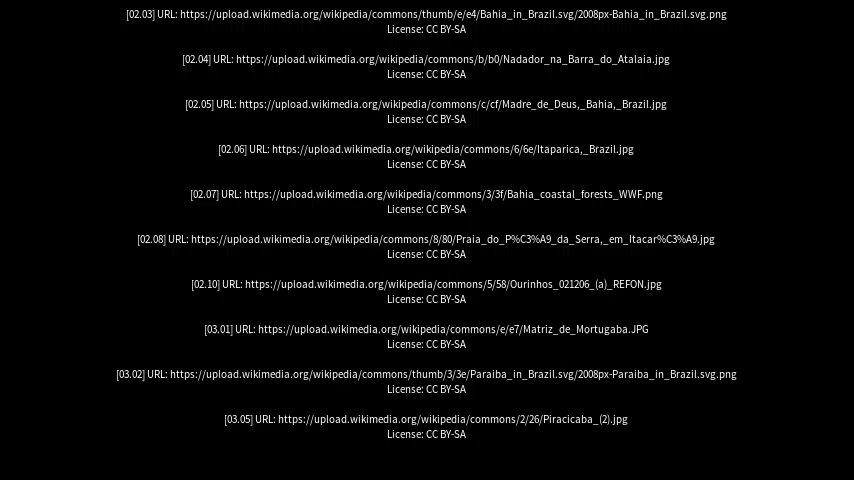 [02.03] URL: https://upload.wikimedia.org/wikipedia/commons/thumb/e/e4/Bahia_in_Brazil.svg/2008px-Bahia_in_Brazil.svg.png
License: CC BY-SA
[02.04] URL: https://upload.wikimedia.org/wikipedia/commons/b/b0/Nadador_na_Barra_do_Atalaia.jpg
License: CC BY-SA
[02.05] URL: https://upload.wikimedia.org/wikipedia/commons/c/cf/Madre_de_Deus,_Bahia,_Brazil.jpg
License: CC BY-SA
[02.06] URL: https://upload.wikimedia.org/wikipedia/commons/6/6e/Itaparica,_Brazil.jpg
License: CC BY-SA
[02.07] URL: https://upload.wikimedia.org/wikipedia/commons/3/3f/Bahia_coastal_forests_WWF.png
License: CC BY-SA
[02.08] URL: https://upload.wikimedia.org/wikipedia/commons/8/80/Praia_do_P%C3%A9_da_Serra,_em_Itacar%C3%A9.jpg
License: CC BY-SA
[02.10] URL: https://upload.wikimedia.org/wikipedia/commons/5/58/Ourinhos_021206_(a)_REFON.jpg
License: CC BY-SA
[03.01] URL: https://upload.wikimedia.org/wikipedia/commons/e/e7/Matriz_de_Mortugaba.JPG
License: CC BY-SA
[03.02] URL: https://upload.wikimedia.org/wikipedia/commons/thumb/3/3e/Paraiba_in_Brazil.svg/2008px-Paraiba_in_Brazil.svg.png
License: CC BY-SA
[03.05] URL: https://upload.wikimedia.org/wikipedia/commons/2/26/Piracicaba_(2).jpg
License: CC BY-SA